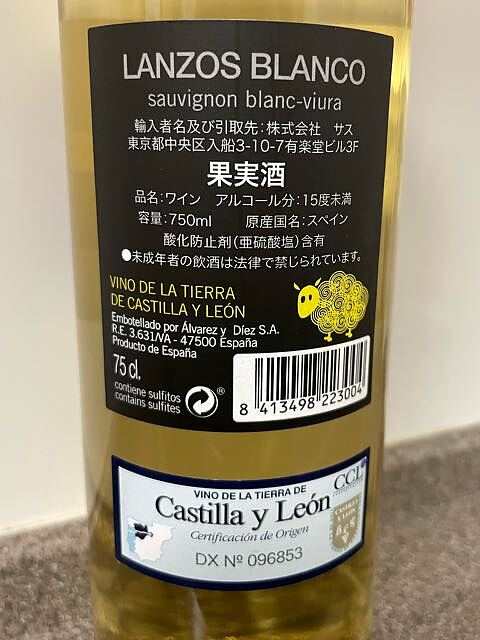 LANZOS BLANCO
sauvignon blanc-viura
輸入者名及び引取先：株式会社　サス
東京都中央区入船3-10-7有楽堂ビル3F
果実酒
品名：ワイン　アルコール分：15度未満
容量：750ml　原産国名：スペイン
酸化防止剤（亜硫酸塩）含有
●未成年者の飲酒は法律で禁じられています。
VINO DE LA TIERRA
DE CASTILLA Y LEÓN
Embotellado por Álvarez y Díez S.A.
R.E. 3.631/VA - 47500 España
Producto de España
75 cl.
contiene sulfitos
contains sulfites
®
8 413498 223004
VINO DE LA TIERRA DE
CCL
Castilla y León
Certificación de Origen
CASTILLA
Y LEÓN
DX Nº 096853